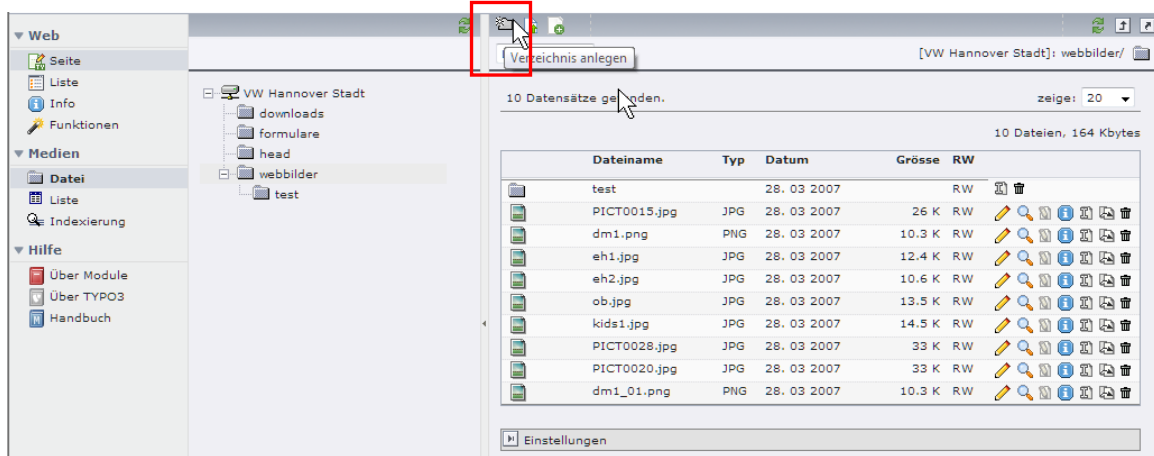 Web
Seite
Liste
Info
Funktionen
Medien
Datei
Liste
Indexierung
Hilfe
Über Module
Über TYPO3
Handbuch
VW Hannover Stadt
downloads
formulare
head
webbilder
test
Verzeichnis anlegen
[VW Hannover Stadt]: webbilder/
10 Datensätze gefunden.
zeige: 20
10 Dateien, 164 Kbytes
Dateiname Typ Datum Grösse RW
test 28. 03 2007 RW
PICT0015.jpg JPG 28. 03 2007 26 K RW
dm1.png PNG 28. 03 2007 10.3 K RW
eh1.jpg JPG 28. 03 2007 12.4 K RW
eh2.jpg JPG 28. 03 2007 10.6 K RW
ob.jpg JPG 28. 03 2007 13.5 K RW
kids1.jpg JPG 28. 03 2007 14.5 K RW
PICT0028.jpg JPG 28. 03 2007 33 K RW
PICT0020.jpg JPG 28. 03 2007 33 K RW
dm1_01.png PNG 28. 03 2007 10.3 K RW
Einstellungen